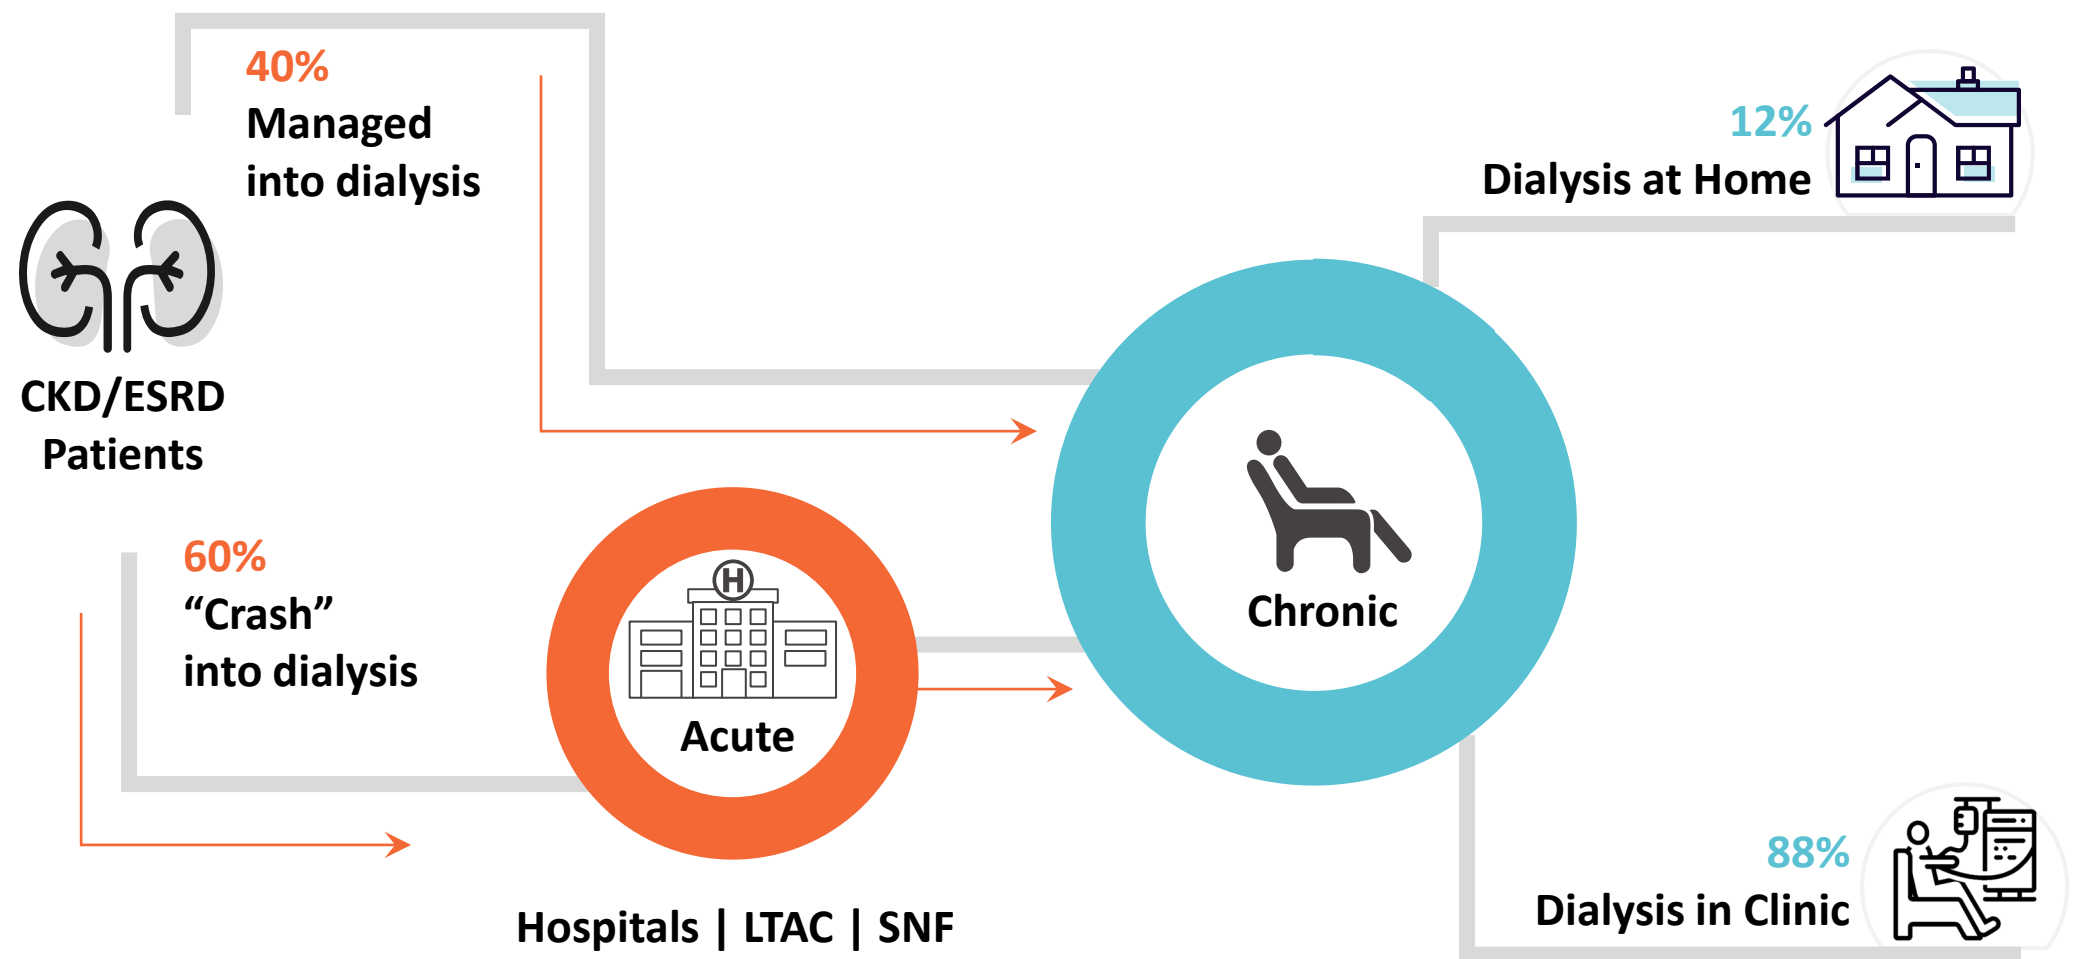 40%
Managed
into dialysis
CKD/ESRD
Patients
60%
“Crash”
into dialysis
H
Acute
Hospitals | LTAC | SNF
Chronic
12%
Dialysis at Home
88%
Dialysis in Clinic